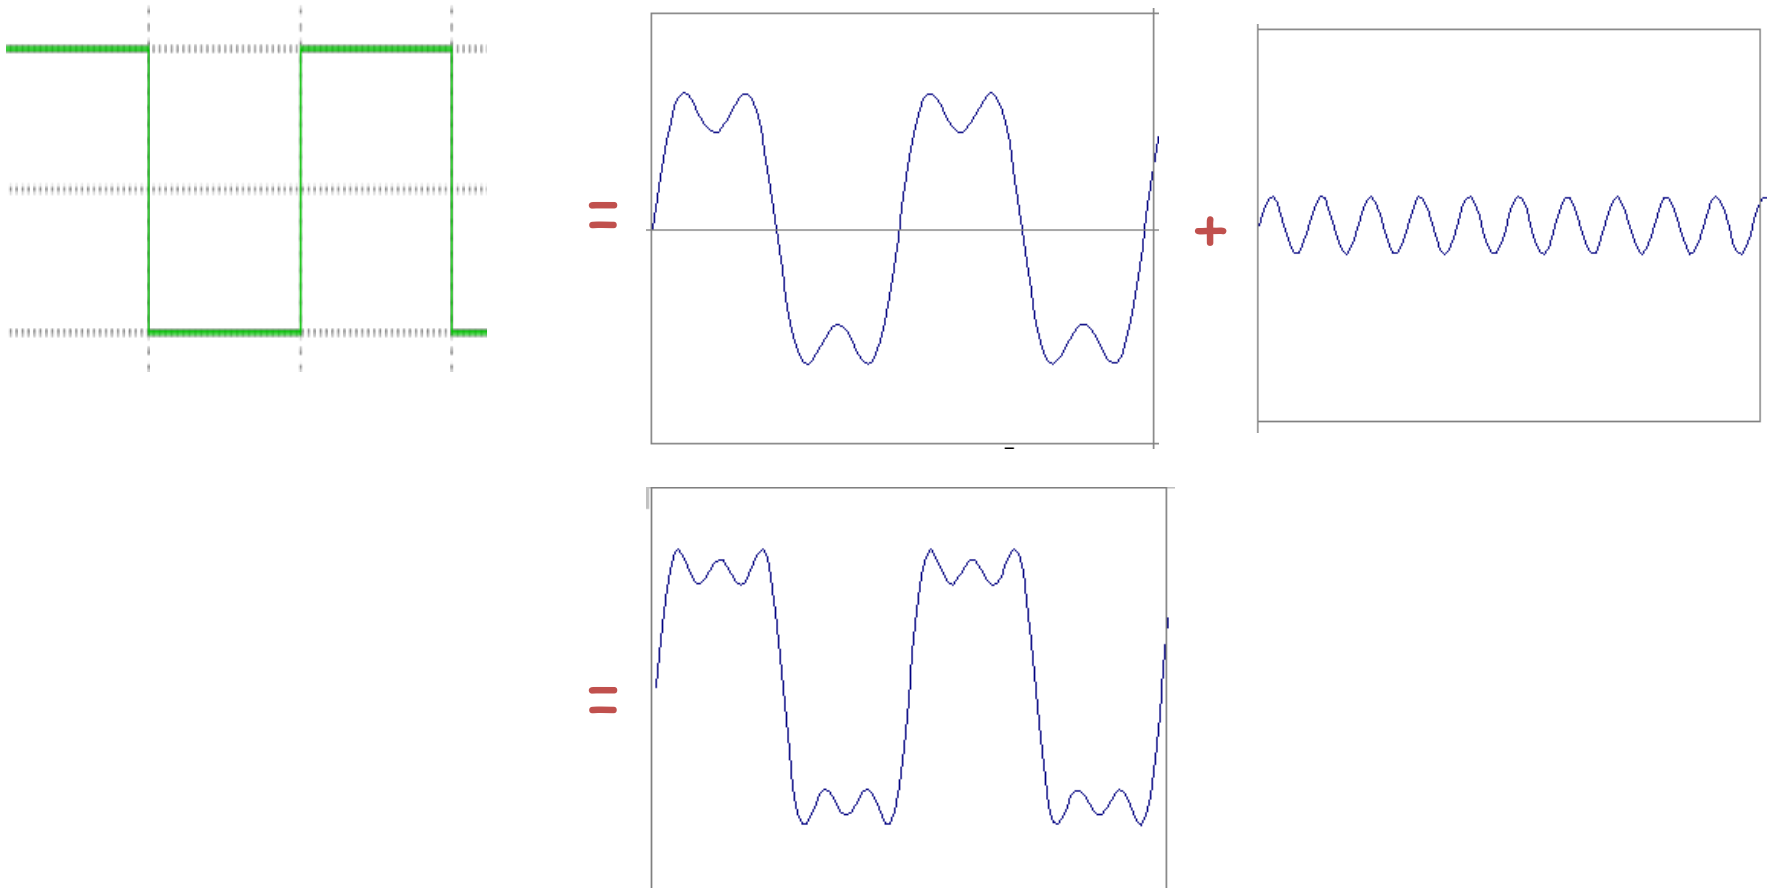 = +
=